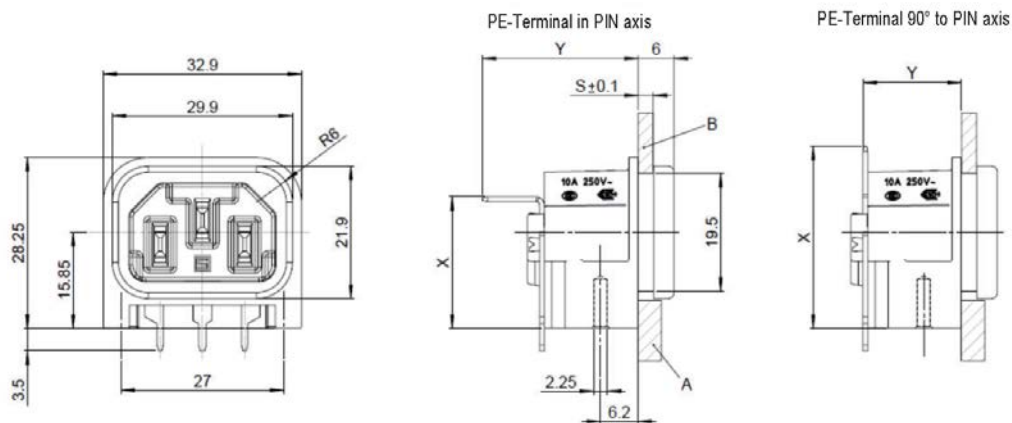 PE-Terminal in PIN axis
PE-Terminal 90° to PIN axis
32.9
29.9
R6
28.25
15.85
21.9
3.5
27
Y
6
S±0.1
B
10A 250V~
19.5
X
A
2.25
6.2
Y
10A 250V~
X